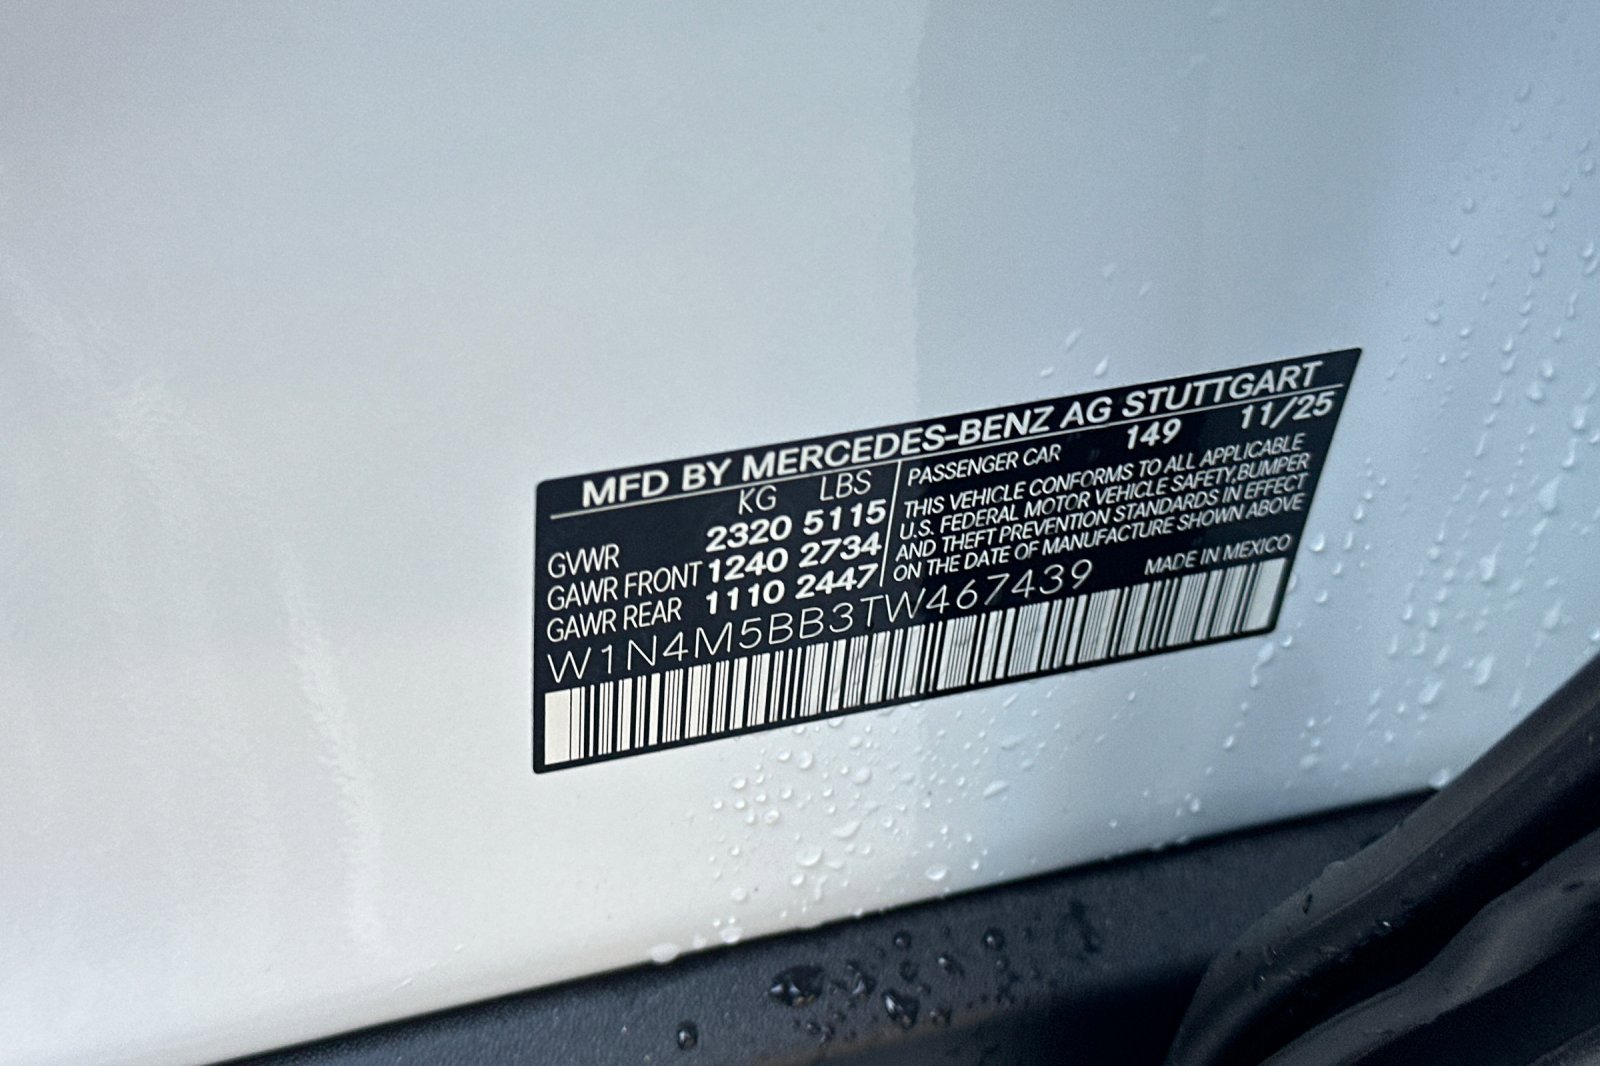 MFD BY MERCEDES-BENZ AG STUTTGART
KG LBS
GVWR 2320 5115
GAWR FRONT 1240 2734
GAWR REAR 1110 2447
PASSENGER CAR 149 11/25
THIS VEHICLE CONFORMS TO ALL APPLICABLE
U.S. FEDERAL MOTOR VEHICLE SAFETY,BUMPER
AND THEFT PREVENTION STANDARDS IN EFFECT
ON THE DATE OF MANUFACTURE SHOWN ABOVE
W1N4M5BB3TW467439 MADE IN MEXICO